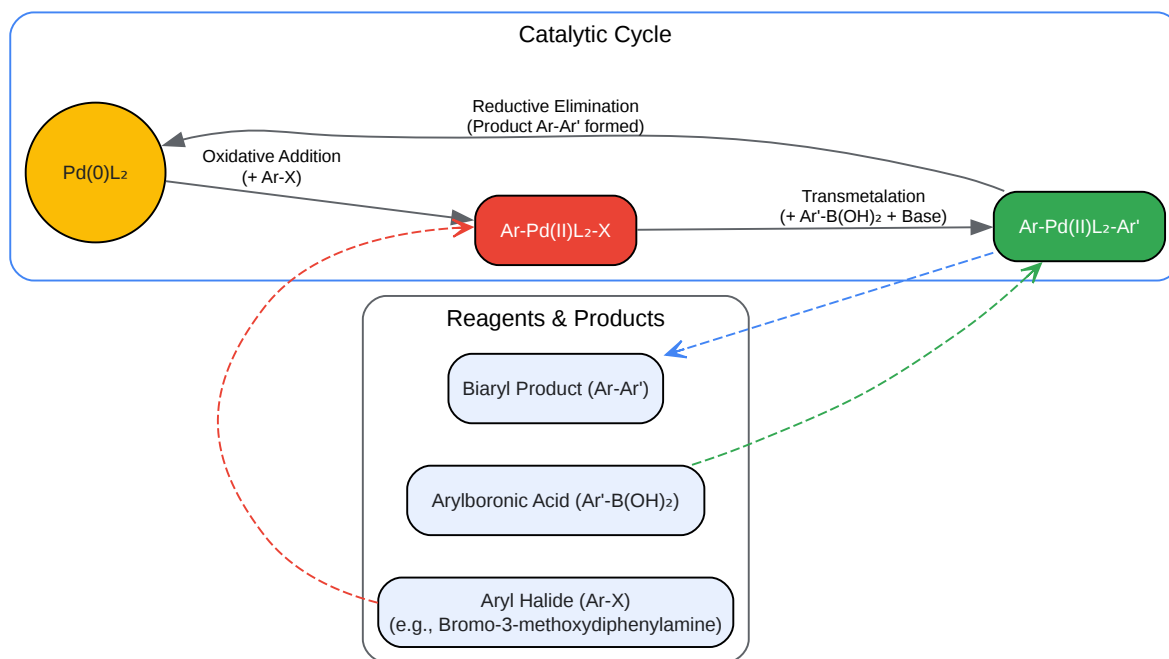 Catalytic Cycle
Reductive Elimination
(Product Ar-Ar' formed)
Oxidative Addition
(+ Ar-X)
Pd(0)L₂
Transmetalation
(+ Ar'-B(OH)₂ + Base)
Ar-Pd(II)L₂-X
Ar-Pd(II)L₂-Ar'
Reagents & Products
Biaryl Product (Ar-Ar')
Arylboronic Acid (Ar'-B(OH)₂)
Aryl Halide (Ar-X)
(e.g., Bromo-3-methoxydiphenylamine)